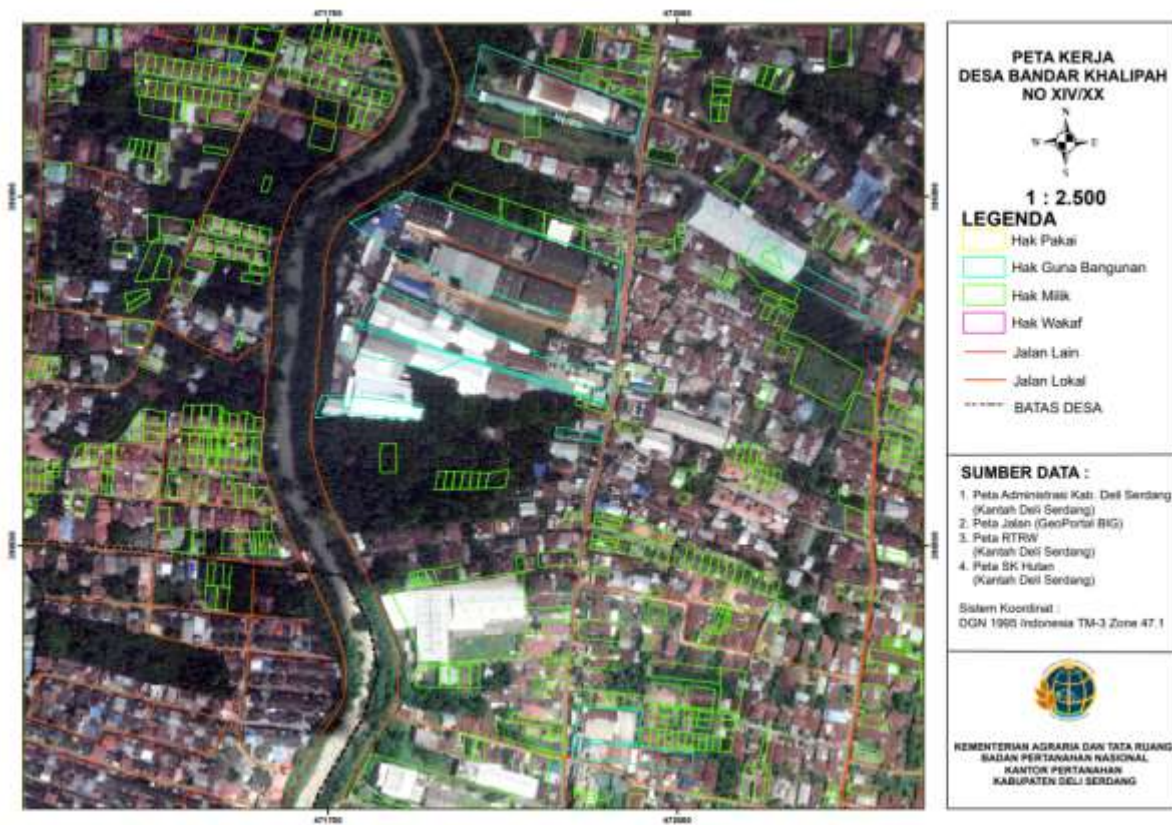 PETA KERJA
DESA BANDAR KHALIPAH
NO XIV/XX
N
W E
S
1 : 2.500
LEGENDA
Hak Pakai
Hak Guna Bangunan
Hak Milik
Hak Wakaf
Jalan Lain
Jalan Lokal
BATAS DESA
SUMBER DATA :
1. Peta Administrasi Kab. Deli Serdang
(Kantah Deli Serdang)
2. Peta Jalan (GeoPortal BIG)
3. Peta RTRW
(Kantah Deli Serdang)
4. Peta SK Hutan
(Kantah Deli Serdang)
Sistem Koordinat :
DGN 1995 Indonesia TM-3 Zone 47.1
KEMENTERIAN AGRARIA DAN TATA RUANG
BADAN PERTANAHAN NASIONAL
KANTOR PERTANAHAN
KABUPATEN DELI SERDANG